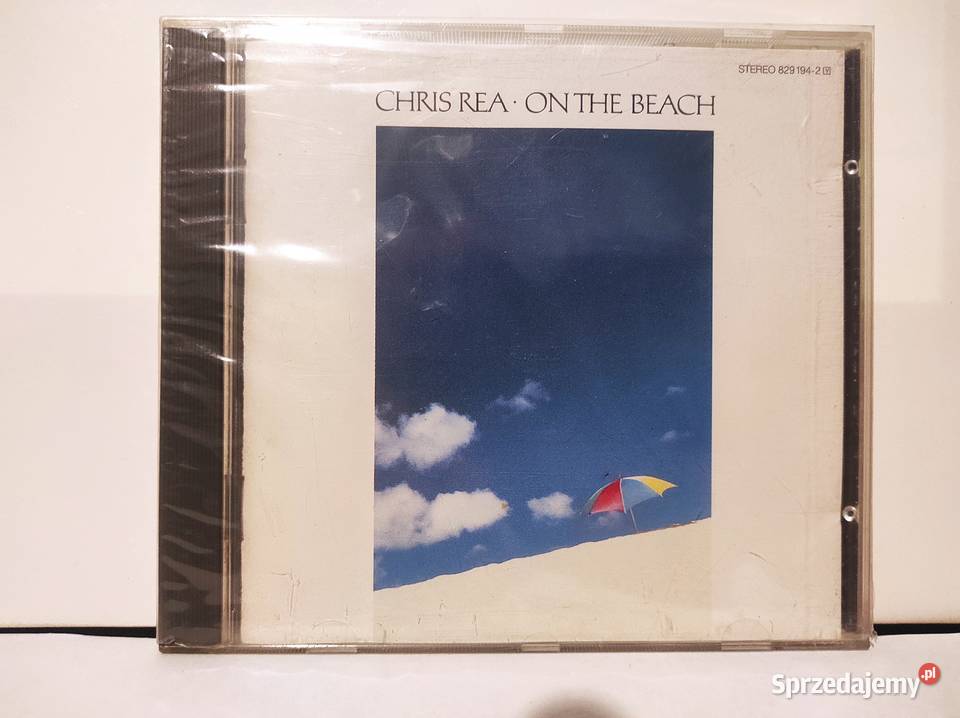 STEREO 829 194-2 Y
CHRIS REA · ON THE BEACH
Sprzedajemy.pl